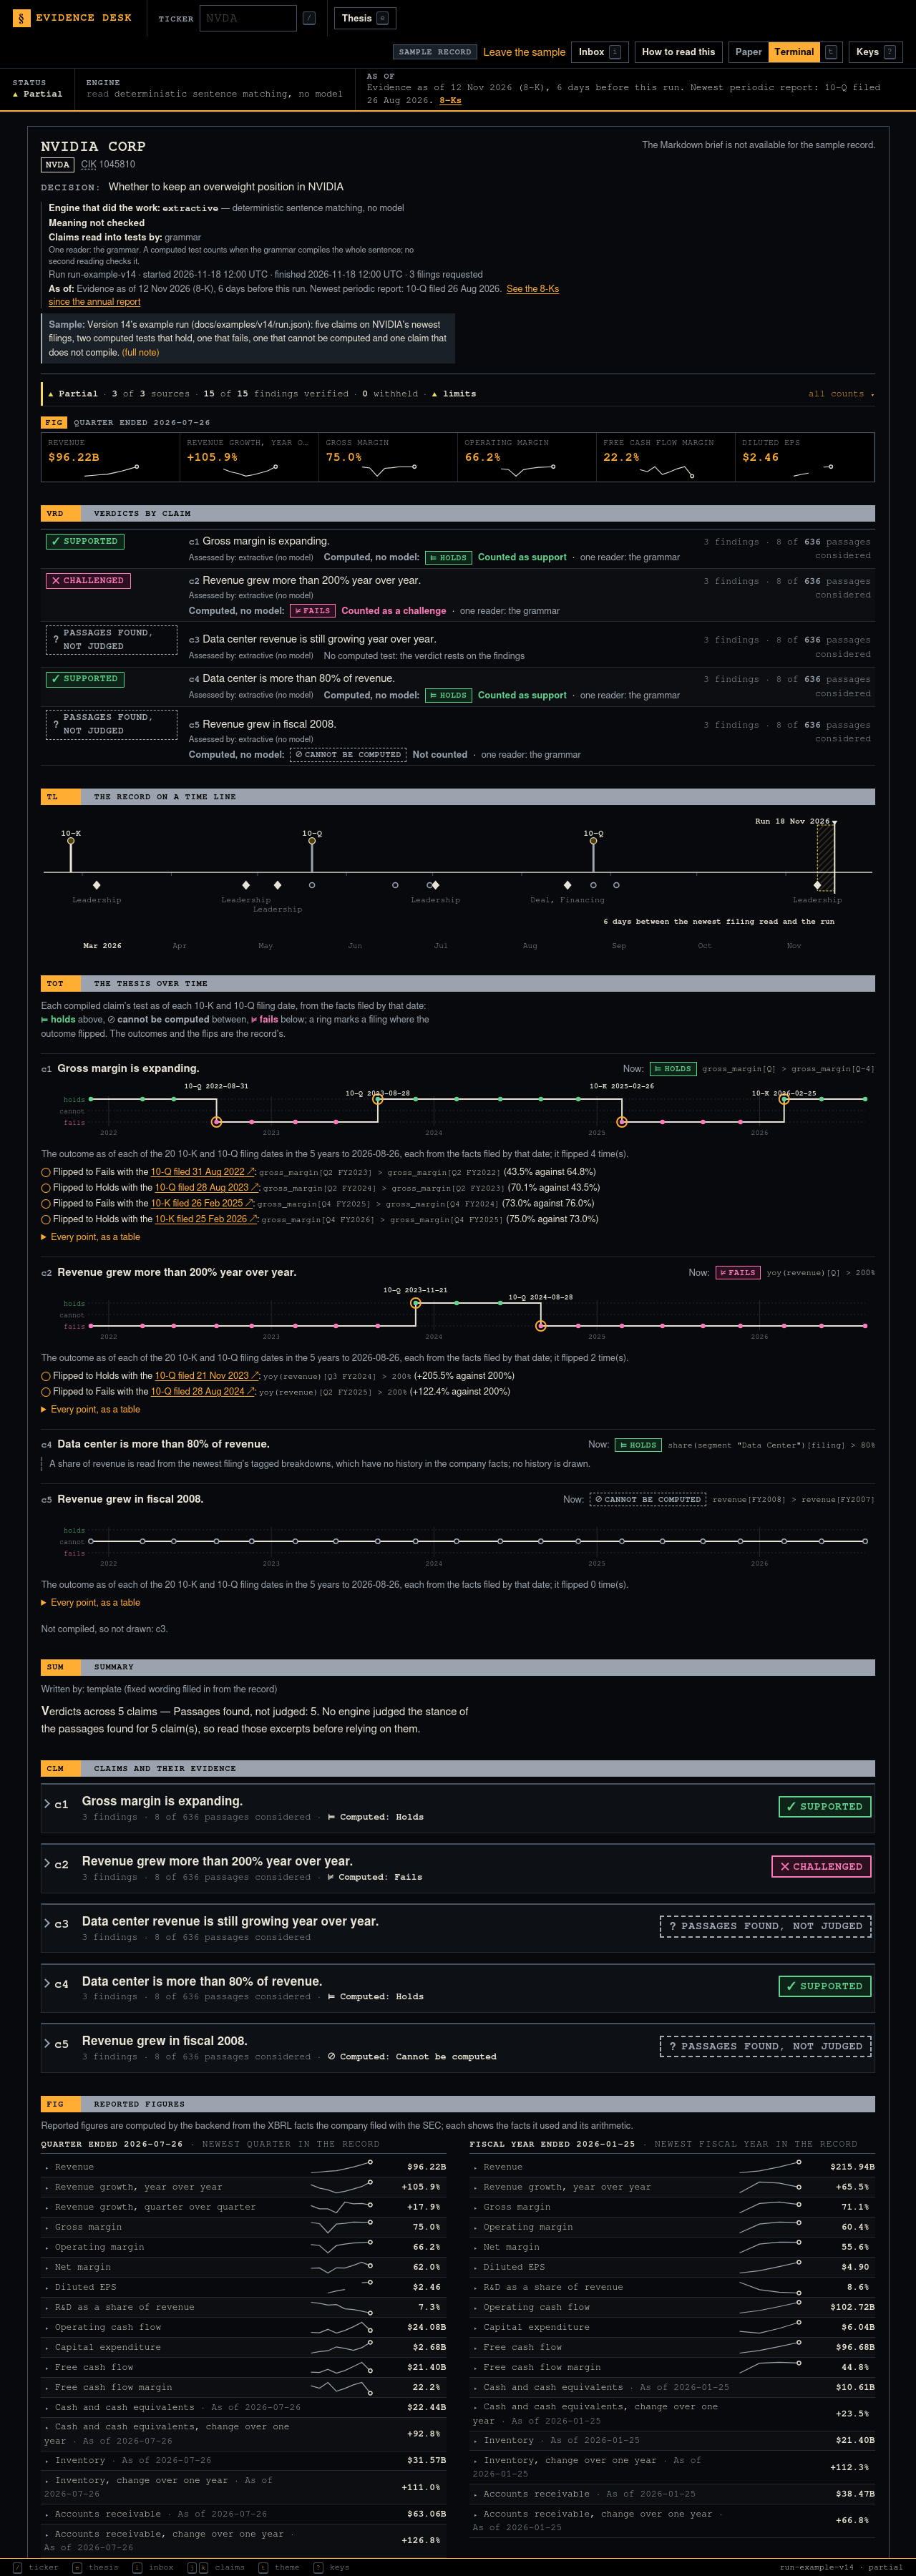 § EVIDENCE DESK TICKER NVDA / Thesis e
SAMPLE RECORD Leave the sample Inbox i How to read this Paper Terminal t Keys ?
STATUS
▲ Partial
ENGINE
read deterministic sentence matching, no model
AS OF
Evidence as of 12 Nov 2026 (8-K), 6 days before this run. Newest periodic report: 10-Q filed
26 Aug 2026. 8-Ks
NVIDIA CORP
The Markdown brief is not available for the sample record.
NVDA CIK 1045810
DECISION: Whether to keep an overweight position in NVIDIA
Engine that did the work: extractive — deterministic sentence matching, no model
Meaning not checked
Claims read into tests by: grammar
One reader: the grammar. A computed test counts when the grammar compiles the whole sentence; no
second reading checks it.
Run run-example-v14 · started 2026-11-18 12:00 UTC · finished 2026-11-18 12:00 UTC · 3 filings requested
As of: Evidence as of 12 Nov 2026 (8-K), 6 days before this run. Newest periodic report: 10-Q filed 26 Aug 2026. See the 8-Ks
since the annual report
Sample: Version 14's example run (docs/examples/v14/run.json): five claims on NVIDIA's newest
filings, two computed tests that hold, one that fails, one that cannot be computed and one claim that
does not compile. (full note)
▲ Partial · 3 of 3 sources · 15 of 15 findings verified · 0 withheld · ▲ limits
all counts
FIG QUARTER ENDED 2026-07-26
REVENUE
$96.22B
REVENUE GROWTH, YEAR O…
+105.9%
GROSS MARGIN
75.0%
OPERATING MARGIN
66.2%
FREE CASH FLOW MARGIN
22.2%
DILUTED EPS
$2.46
VRD VERDICTS BY CLAIM
✓ SUPPORTED
c1 Gross margin is expanding.
Assessed by: extractive (no model) Computed, no model: ⊨ HOLDS Counted as support · one reader: the grammar
3 findings · 8 of 636 passages
considered
✕ CHALLENGED
c2 Revenue grew more than 200% year over year.
Assessed by: extractive (no model)
Computed, no model: ⊭ FAILS Counted as a challenge · one reader: the grammar
3 findings · 8 of 636 passages
considered
? PASSAGES FOUND,
NOT JUDGED
c3 Data center revenue is still growing year over year.
Assessed by: extractive (no model) No computed test: the verdict rests on the findings
3 findings · 8 of 636 passages
considered
✓ SUPPORTED
c4 Data center is more than 80% of revenue.
Assessed by: extractive (no model) Computed, no model: ⊨ HOLDS Counted as support · one reader: the grammar
3 findings · 8 of 636 passages
considered
? PASSAGES FOUND,
NOT JUDGED
c5 Revenue grew in fiscal 2008.
Assessed by: extractive (no model)
Computed, no model: ⊘ CANNOT BE COMPUTED Not counted · one reader: the grammar
3 findings · 8 of 636 passages
considered
TL THE RECORD ON A TIME LINE
Run 18 Nov 2026
10-K 10-Q 10-Q
Leadership Leadership Leadership Deal, Financing Leadership
Leadership
6 days between the newest filing read and the run
Mar 2026 Apr May Jun Jul Aug Sep Oct Nov
TOT THE THESIS OVER TIME
Each compiled claim's test as of each 10-K and 10-Q filing date, from the facts filed by that date:
⊨ holds above, ⊘ cannot be computed between, ⊭ fails below; a ring marks a filing where the
outcome flipped. The outcomes and the flips are the record's.
c1 Gross margin is expanding.
Now: ⊨ HOLDS gross_margin[Q] > gross_margin[Q-4]
10-Q 2022-08-31 10-Q 2023-08-28 10-K 2025-02-26 10-K 2026-02-25
holds
cannot
fails
2022 2023 2024 2025 2026
The outcome as of each of the 20 10-K and 10-Q filing dates in the 5 years to 2026-08-26, each from the facts filed by that date; it flipped 4 time(s).
Flipped to Fails with the 10-Q filed 31 Aug 2022 ↗: gross_margin[Q2 FY2023] > gross_margin[Q2 FY2022] (43.5% against 64.8%)
Flipped to Holds with the 10-Q filed 28 Aug 2023 ↗: gross_margin[Q2 FY2024] > gross_margin[Q2 FY2023] (70.1% against 43.5%)
Flipped to Fails with the 10-K filed 26 Feb 2025 ↗: gross_margin[Q4 FY2025] > gross_margin[Q4 FY2024] (73.0% against 76.0%)
Flipped to Holds with the 10-K filed 25 Feb 2026 ↗: gross_margin[Q4 FY2026] > gross_margin[Q4 FY2025] (75.0% against 73.0%)
▶ Every point, as a table
c2 Revenue grew more than 200% year over year.
Now: ⊭ FAILS yoy(revenue)[Q] > 200%
10-Q 2023-11-21 10-Q 2024-08-28
holds
cannot
fails
2022 2023 2024 2025 2026
The outcome as of each of the 20 10-K and 10-Q filing dates in the 5 years to 2026-08-26, each from the facts filed by that date; it flipped 2 time(s).
Flipped to Holds with the 10-Q filed 21 Nov 2023 ↗: yoy(revenue)[Q3 FY2024] > 200% (+205.5% against 200%)
Flipped to Fails with the 10-Q filed 28 Aug 2024 ↗: yoy(revenue)[Q2 FY2025] > 200% (+122.4% against 200%)
▶ Every point, as a table
c4 Data center is more than 80% of revenue.
Now: ⊨ HOLDS share(segment "Data Center")[filing] > 80%
A share of revenue is read from the newest filing's tagged breakdowns, which have no history in the company facts; no history is drawn.
c5 Revenue grew in fiscal 2008.
Now: ⊘ CANNOT BE COMPUTED revenue[FY2008] > revenue[FY2007]
holds
cannot
fails
2022 2023 2024 2025 2026
The outcome as of each of the 20 10-K and 10-Q filing dates in the 5 years to 2026-08-26, each from the facts filed by that date; it flipped 0 time(s).
▶ Every point, as a table
Not compiled, so not drawn: c3.
SUM SUMMARY
Written by: template (fixed wording filled in from the record)
Verdicts across 5 claims — Passages found, not judged: 5. No engine judged the stance of
the passages found for 5 claim(s), so read those excerpts before relying on them.
CLM CLAIMS AND THEIR EVIDENCE
c1 Gross margin is expanding.
3 findings · 8 of 636 passages considered · ⊨ Computed: Holds
✓ SUPPORTED
c2 Revenue grew more than 200% year over year.
3 findings · 8 of 636 passages considered · ⊭ Computed: Fails
✕ CHALLENGED
c3 Data center revenue is still growing year over year.
3 findings · 8 of 636 passages considered
? PASSAGES FOUND, NOT JUDGED
c4 Data center is more than 80% of revenue.
3 findings · 8 of 636 passages considered · ⊨ Computed: Holds
✓ SUPPORTED
c5 Revenue grew in fiscal 2008.
3 findings · 8 of 636 passages considered · ⊘ Computed: Cannot be computed
? PASSAGES FOUND, NOT JUDGED
FIG REPORTED FIGURES
Reported figures are computed by the backend from the XBRL facts the company filed with the SEC; each shows the facts it used and its arithmetic.
QUARTER ENDED 2026-07-26 · NEWEST QUARTER IN THE RECORD
Revenue $96.22B
Revenue growth, year over year +105.9%
Revenue growth, quarter over quarter +17.9%
Gross margin 75.0%
Operating margin 66.2%
Net margin 62.0%
Diluted EPS $2.46
R&D as a share of revenue 7.3%
Operating cash flow $24.08B
Capital expenditure $2.68B
Free cash flow $21.40B
Free cash flow margin 22.2%
Cash and cash equivalents · As of 2026-07-26 $22.44B
Cash and cash equivalents, change over one
year · As of 2026-07-26 +92.8%
Inventory · As of 2026-07-26 $31.57B
Inventory, change over one year · As of
2026-07-26 +111.0%
Accounts receivable · As of 2026-07-26 $63.06B
Accounts receivable, change over one year ·
As of 2026-07-26 +126.8%
FISCAL YEAR ENDED 2026-01-25 · NEWEST FISCAL YEAR IN THE RECORD
Revenue $215.94B
Revenue growth, year over year +65.5%
Gross margin 71.1%
Operating margin 60.4%
Net margin 55.6%
Diluted EPS $4.90
R&D as a share of revenue 8.6%
Operating cash flow $102.72B
Capital expenditure $6.04B
Free cash flow $96.68B
Free cash flow margin 44.8%
Cash and cash equivalents · As of 2026-01-25 $10.61B
Cash and cash equivalents, change over one
year · As of 2026-01-25 +23.5%
Inventory · As of 2026-01-25 $21.40B
Inventory, change over one year · As of
2026-01-25 +112.3%
Accounts receivable · As of 2026-01-25 $38.47B
Accounts receivable, change over one year ·
As of 2026-01-25 +66.8%
/ ticker e thesis i inbox j k claims t theme ? keys
run-example-v14 · partial